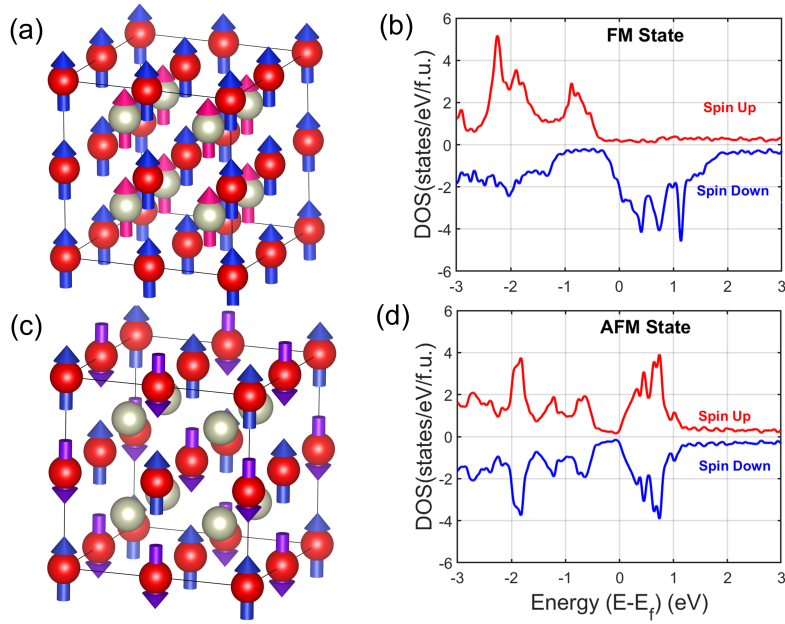 (a)
(b)
FM State
Spin Up
Spin Down
DOS(states/eV/f.u.)
6
4
2
0
-2
-4
-6
-3
-2
-1
0
1
2
3
(c)
(d)
AFM State
Spin Up
Spin Down
DOS(states/eV/f.u.)
6
4
2
0
-2
-4
-6
-3
-2
-1
0
1
2
3
Energy (E-E_f) (eV)